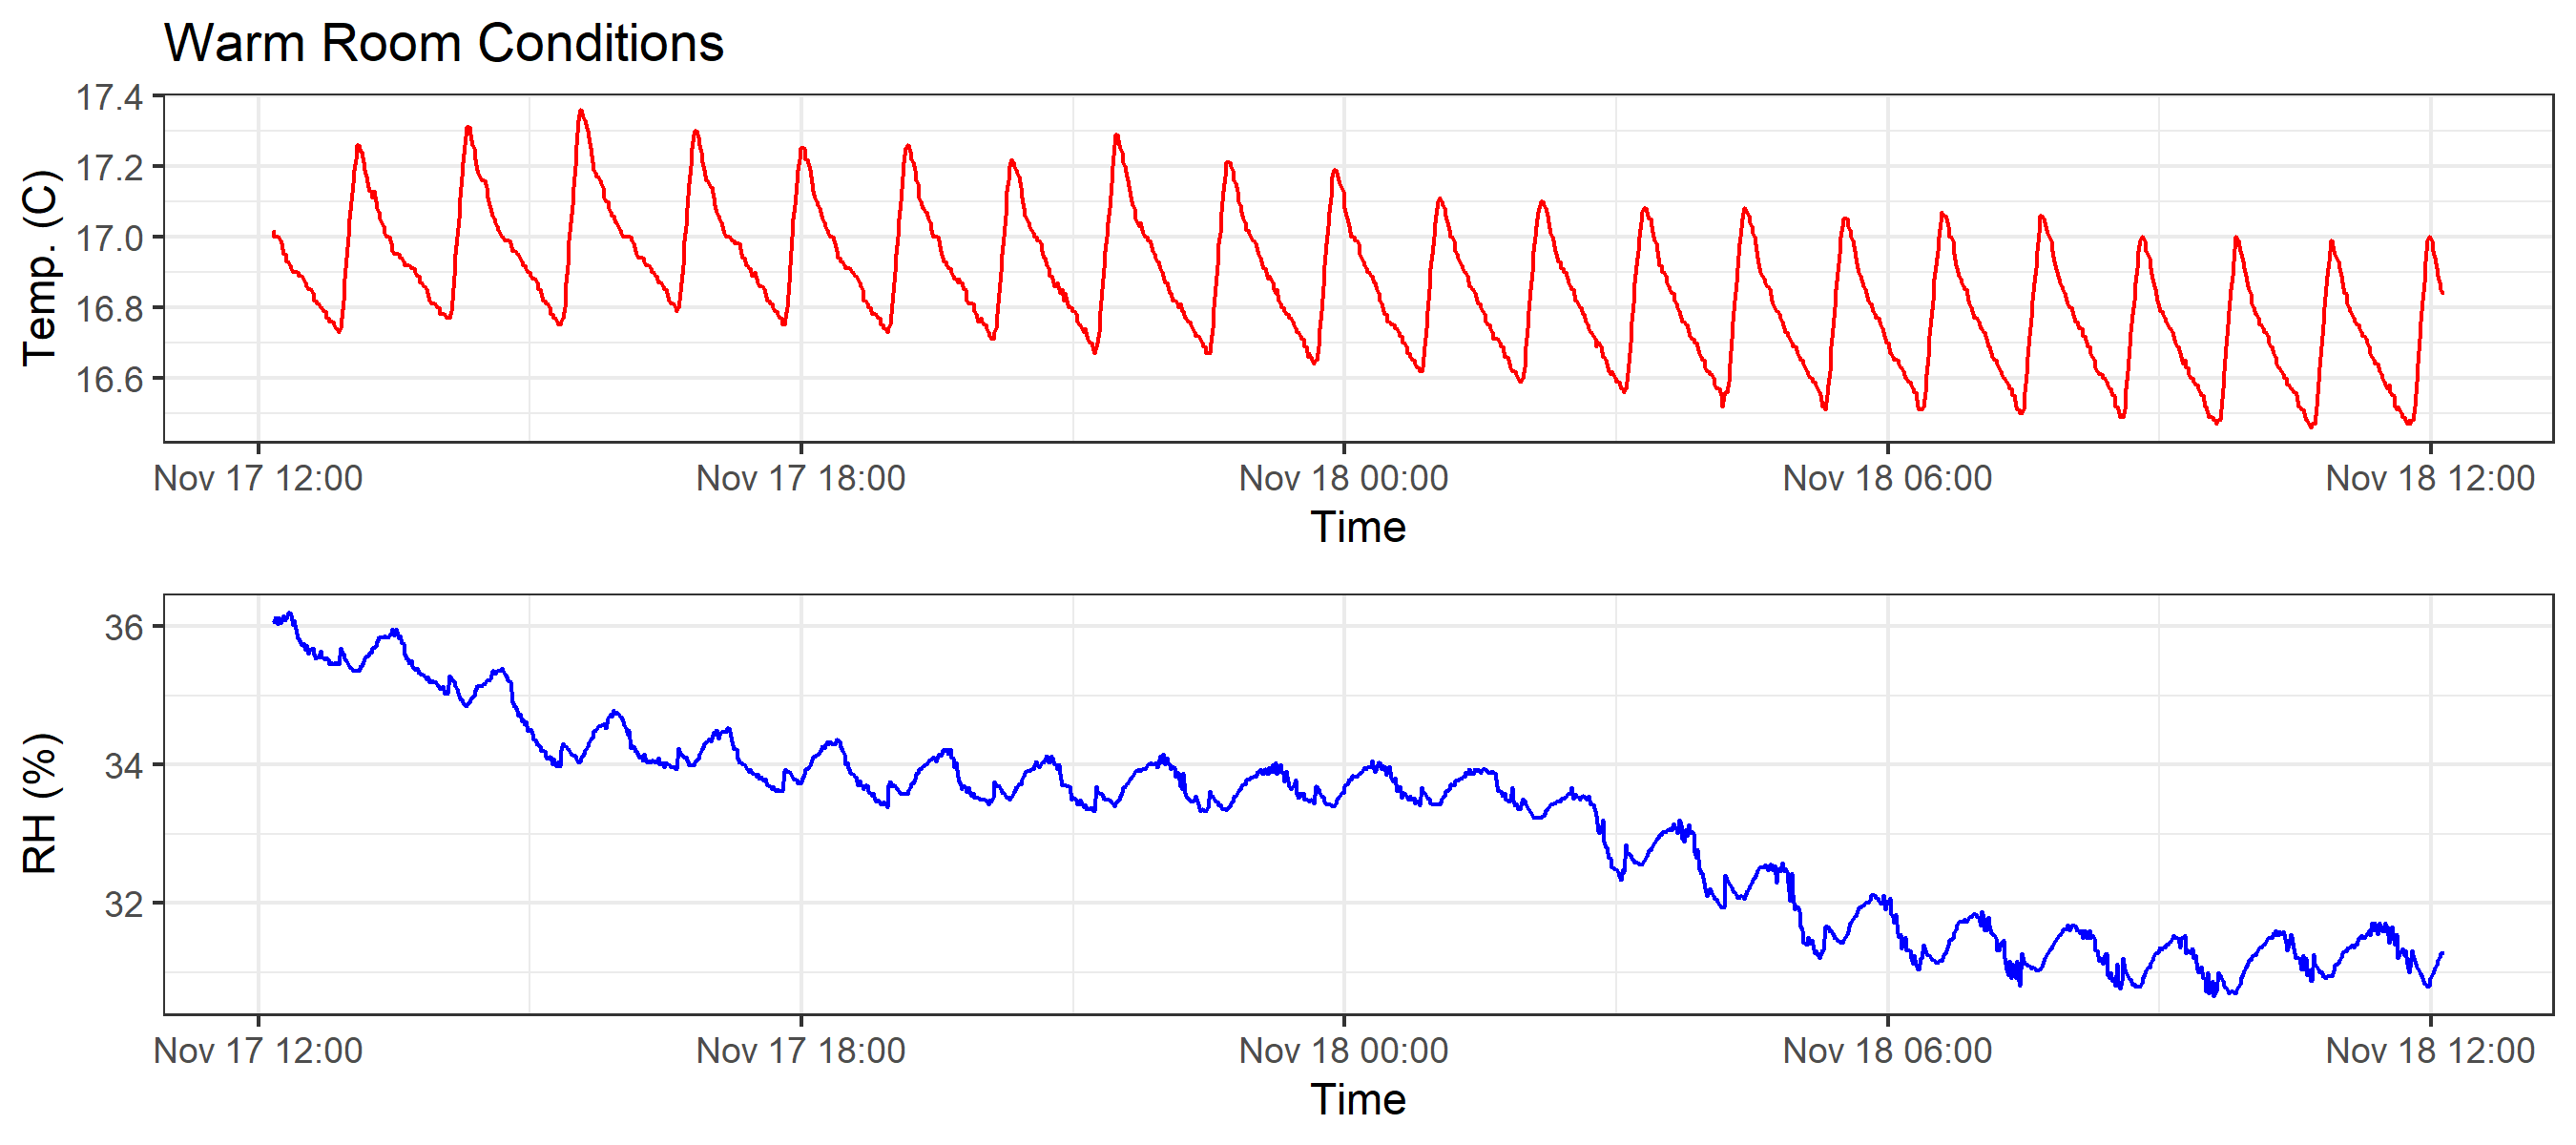 Warm Room Conditions
Temp. (C)
17.4
17.2
17.0
16.8
16.6
Nov 17 12:00 Nov 17 18:00 Nov 18 00:00 Nov 18 06:00 Nov 18 12:00
Time
RH (%)
36
34
32
Nov 17 12:00 Nov 17 18:00 Nov 18 00:00 Nov 18 06:00 Nov 18 12:00
Time